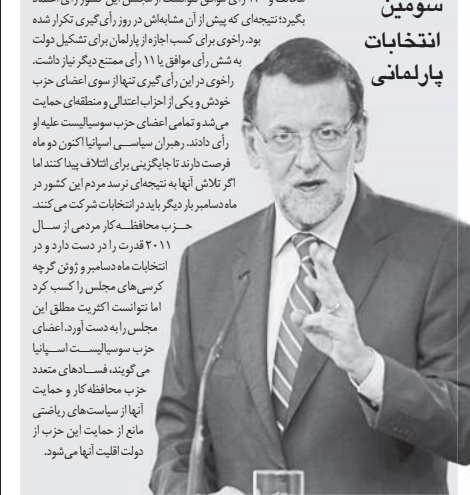 سومین
انتخابات
پارلمانی
بگیرد؛ نتیجه‌ای که پیش از آن مشابه‌اش در روز رأی‌گیری تکرار شده
بود. راخوی برای کسب اجازه از پارلمان برای تشکیل دولت
به شش رأی موافق یا ۱۱ رأی ممتنع دیگر نیاز داشت.
راخوی در این رأی‌گیری تنها از سوی اعضای حزب
خودش و یکی از احزاب اعتدالی و منطقه‌ای حمایت
می‌شد و تمامی اعضای حزب سوسیالیست علیه او
رأی دادند. رهبران سیاسی اسپانیا اکنون دو ماه
فرصت دارند تا جایگزینی برای ائتلاف پیدا کنند اما
اگر تلاش آنها به نتیجه‌ای نرسد مردم این کشور در
ماه دسامبر بار دیگر باید در انتخابات شرکت می‌کنند.
حزب محافظه‌کار مردمی از سال
۲۰۱۱ قدرت را در دست دارد و در
انتخابات ماه دسامبر و ژوئن گرچه
کرسی‌های مجلس را کسب کرد
اما نتوانست اکثریت مطلق این
مجلس را به دست آورد. اعضای
حزب سوسیالیست اسپانیا
می‌گویند، فسادهای متعدد
حزب محافظه‌کار و حمایت
آنها از سیاست‌های ریاضتی
مانع از حمایت این حزب از
دولت اقلیت آنها می‌شود.